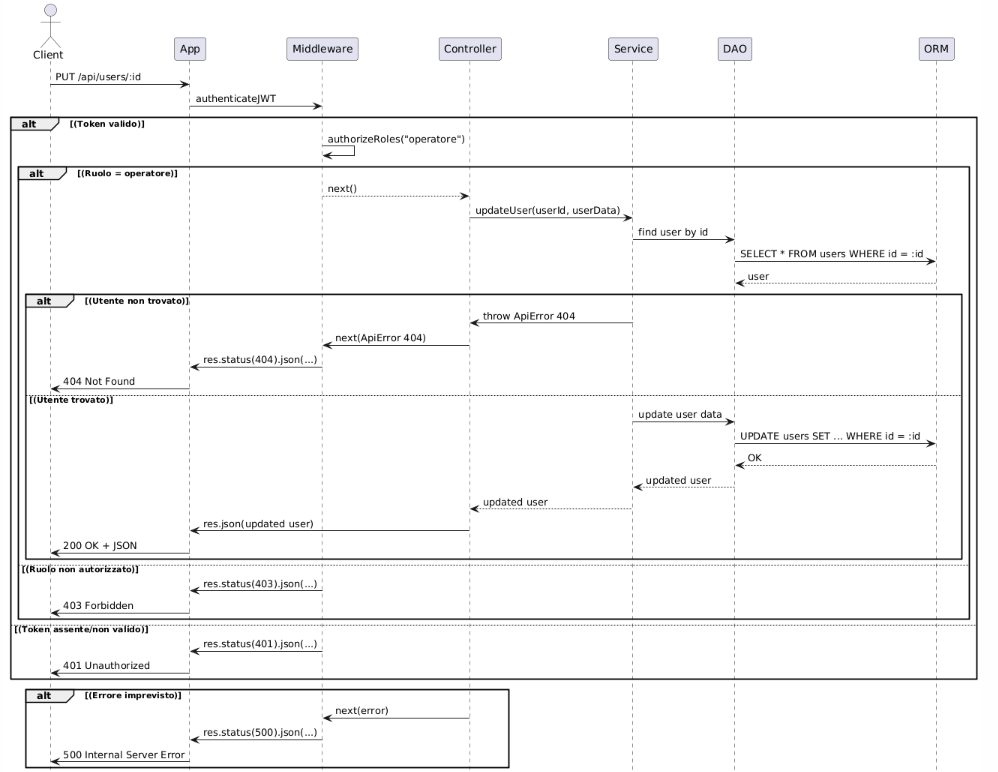 Client
App
Middleware
Controller
Service
DAO
ORM
PUT /api/users/:id
authenticateJWT
alt [(Token valido)]
authorizeRoles("operatore")
alt [(Ruolo = operatore)]
next()
updateUser(userId, userData)
find user by id
SELECT * FROM users WHERE id = :id
user
alt [(Utente non trovato)]
throw ApiError 404
next(ApiError 404)
res.status(404).json(...)
404 Not Found
[(Utente trovato)]
update user data
UPDATE users SET ... WHERE id = :id
OK
updated user
updated user
res.json(updated user)
200 OK + JSON
[(Ruolo non autorizzato)]
res.status(403).json(...)
403 Forbidden
[(Token assente/non valido)]
res.status(401).json(...)
401 Unauthorized
alt [(Errore imprevisto)]
next(error)
res.status(500).json(...)
500 Internal Server Error